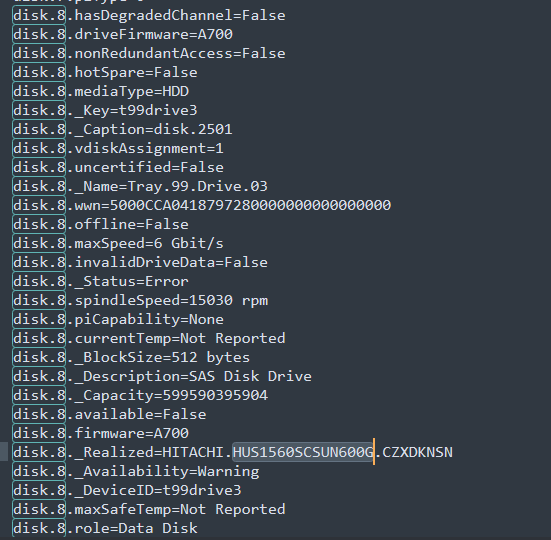 disk.8.hasDegradedChannel=False
disk.8.driveFirmware=A700
disk.8.nonRedundantAccess=False
disk.8.hotSpare=False
disk.8.mediaType=HDD
disk.8._Key=t99drive3
disk.8._Caption=disk.2501
disk.8.vdiskAssignment=1
disk.8.uncertified=False
disk.8._Name=Tray.99.Drive.03
disk.8.wwn=5000CCA0418797280000000000000000
disk.8.offline=False
disk.8.maxSpeed=6 Gbit/s
disk.8.invalidDriveData=False
disk.8._Status=Error
disk.8.spindleSpeed=15030 rpm
disk.8.piCapability=None
disk.8.currentTemp=Not Reported
disk.8._BlockSize=512 bytes
disk.8._Description=SAS Disk Drive
disk.8._Capacity=599590395904
disk.8.available=False
disk.8.firmware=A700
disk.8._Realized=HITACHI.HUS1560SCSUN600G.CZXDKNSN
disk.8._Availability=Warning
disk.8._DeviceID=t99drive3
disk.8.maxSafeTemp=Not Reported
disk.8.role=Data Disk